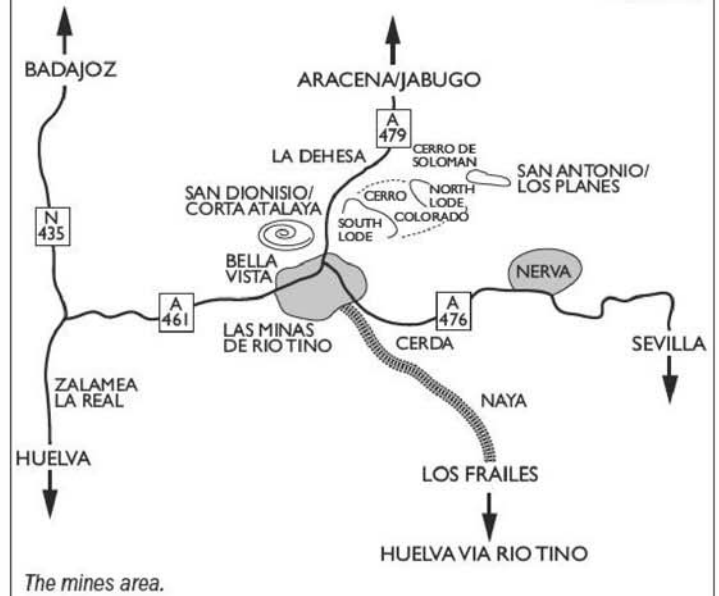 BADAJOZ
ARACENA/JABUGO
A
479
LA DEHESA
CERRO DE
SOLOMAN
SAN ANTONIO/
LOS PLANES
SAN DIONISIO/
CORTA ATALAYA
CERRO
COLORADO
NORTH
LODE
SOUTH
LODE
N
435
BELLA
VISTA
NERVA
A
461
A
476
LAS MINAS
DE RIO TINO
CERDA
SEVILLA
ZALAMEA
LA REAL
NAYA
HUELVA
LOS FRAILES
HUELVA VIA RIO TINO
The mines area.